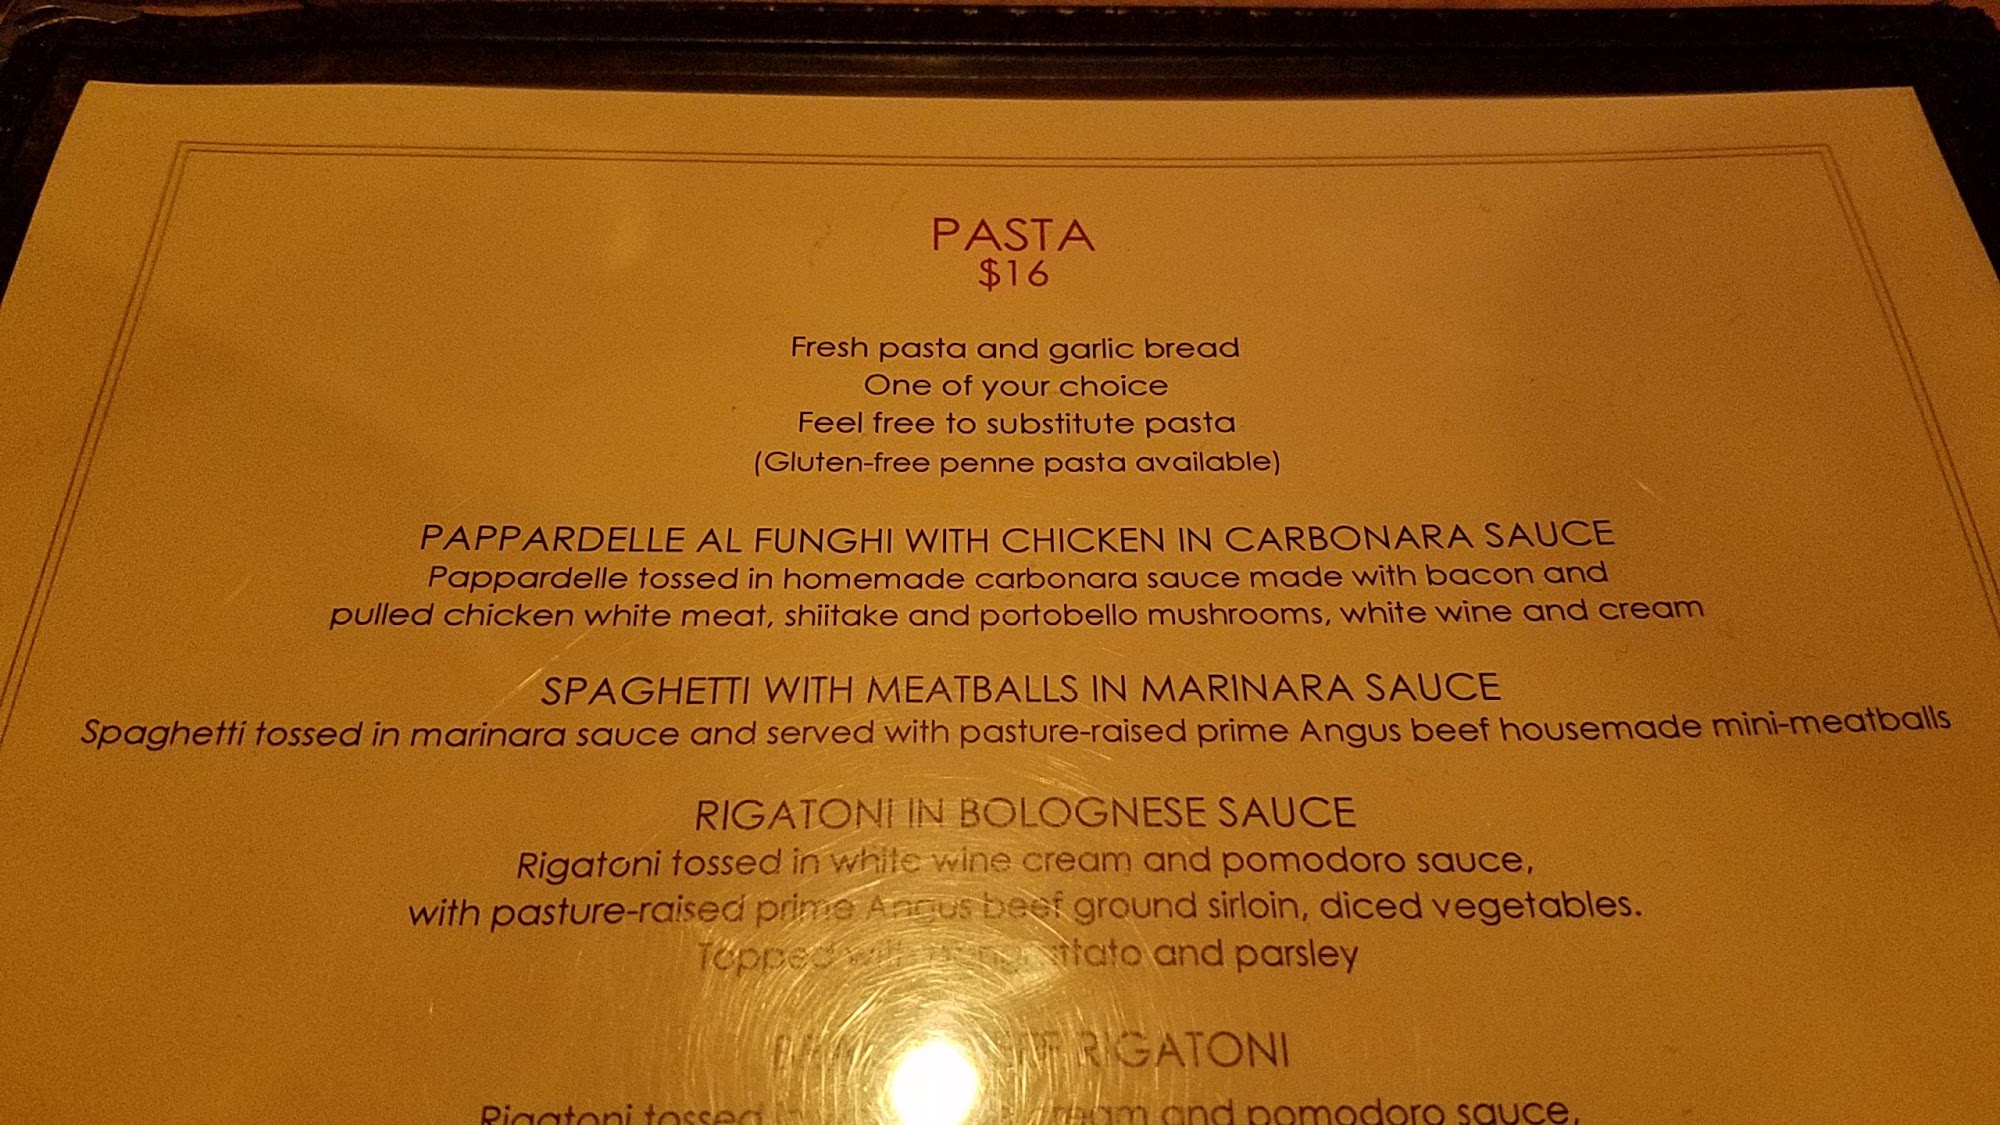 PASTA
$16
Fresh pasta and garlic bread
One of your choice
Feel free to substitute pasta
(Gluten-free penne pasta available)
PAPPARDELLE AL FUNGHI WITH CHICKEN IN CARBONARA SAUCE
Pappardelle tossed in homemade carbonara sauce made with bacon and
pulled chicken white meat, shiitake and portobello mushrooms, white wine and cream
SPAGHETTI WITH MEATBALLS IN MARINARA SAUCE
Spaghetti tossed in marinara sauce and served with pasture-raised prime Angus beef housemade mini-meatballs
RIGATONI IN BOLOGNESE SAUCE
Rigatoni tossed in white wine cream and pomodoro sauce,
with pasture-raised prime Angus beef ground sirloin, diced vegetables.
Topped with and parsley
RIGATONI
Rigatoni tossed cream and pomodoro sauce,